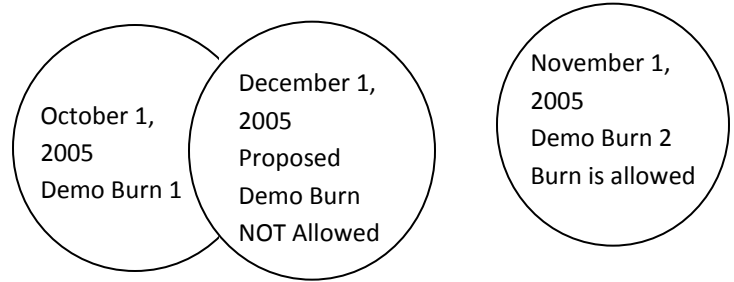 October 1,
2005
Demo Burn 1
December 1,
2005
Proposed
Demo Burn
NOT Allowed
November 1,
2005
Demo Burn 2
Burn is allowed